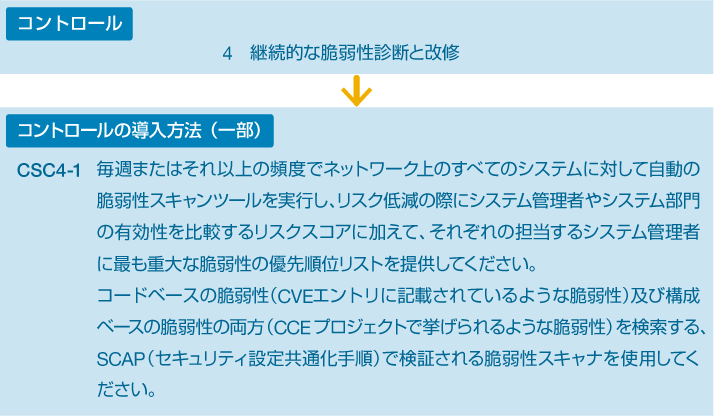 コントロール
4　継続的な脆弱性診断と改修
コントロールの導入方法（一部）
CSC4-1　毎週またはそれ以上の頻度でネットワーク上のすべてのシステムに対して自動の
脆弱性スキャンツールを実行し、リスク低減の際にシステム管理者やシステム部門
の有効性を比較するリスクスコアに加えて、それぞれの担当するシステム管理者
に最も重大な脆弱性の優先順位リストを提供してください。
コードベースの脆弱性（CVEエントリに記載されているような脆弱性）及び構成
ベースの脆弱性の両方（CCEプロジェクトで挙げられるような脆弱性）を検索する、
SCAP（セキュリティ設定共通化手順）で検証される脆弱性スキャナを使用してく
ださい。